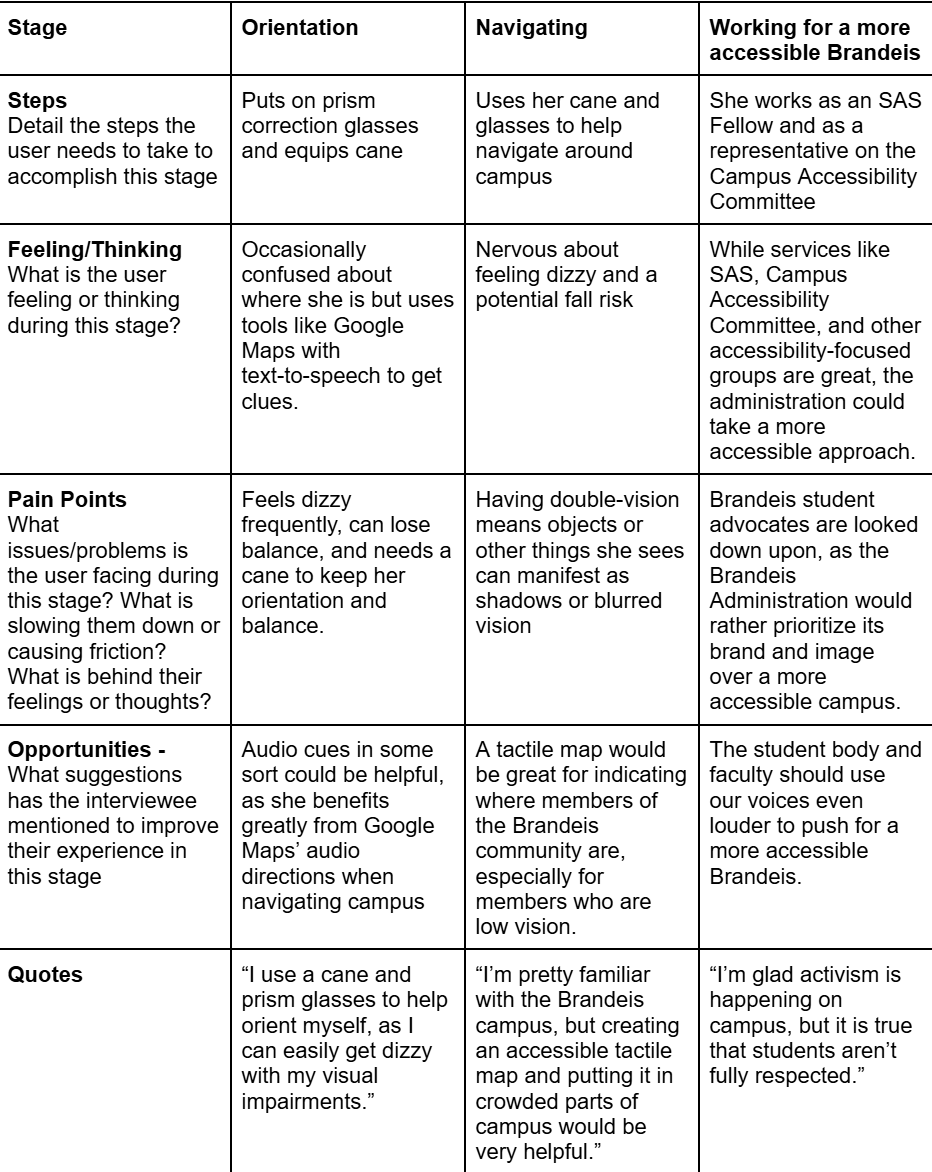 Stage
Orientation
Navigating
Working for a more
accessible Brandeis
Steps
Detail the steps the
user needs to take to
accomplish this stage
Puts on prism
correction glasses
and equips cane
Uses her cane and
glasses to help
navigate around
campus
She works as an SAS
Fellow and as a
representative on the
Campus Accessibility
Committee
Feeling/Thinking
What is the user
feeling or thinking
during this stage?
Occasionally
confused about
where she is but uses
tools like Google
Maps with
text-to-speech to get
clues.
Nervous about
feeling dizzy and a
potential fall risk
While services like
SAS, Campus
Accessibility
Committee, and other
accessibility-focused
groups are great, the
administration could
take a more
accessible approach.
Pain Points
What
issues/problems is
the user facing during
this stage? What is
slowing them down or
causing friction?
What is behind their
feelings or thoughts?
Feels dizzy
frequently, can lose
balance, and needs a
cane to keep her
orientation and
balance.
Having double-vision
means objects or
other things she sees
can manifest as
shadows or blurred
vision
Brandeis student
advocates are looked
down upon, as the
Brandeis
Administration would
rather prioritize its
brand and image
over a more
accessible campus.
Opportunities -
What suggestions
has the interviewee
mentioned to improve
their experience in
this stage
Audio cues in some
sort could be helpful,
as she benefits
greatly from Google
Maps’ audio
directions when
navigating campus
A tactile map would
be great for indicating
where members of
the Brandeis
community are,
especially for
members who are
low vision.
The student body and
faculty should use
our voices even
louder to push for a
more accessible
Brandeis.
Quotes
“I use a cane and
prism glasses to help
orient myself, as I
can easily get dizzy
with my visual
impairments.”
“I’m pretty familiar
with the Brandeis
campus, but creating
an accessible tactile
map and putting it in
crowded parts of
campus would be
very helpful.”
“I’m glad activism is
happening on
campus, but it is true
that students aren’t
fully respected.”